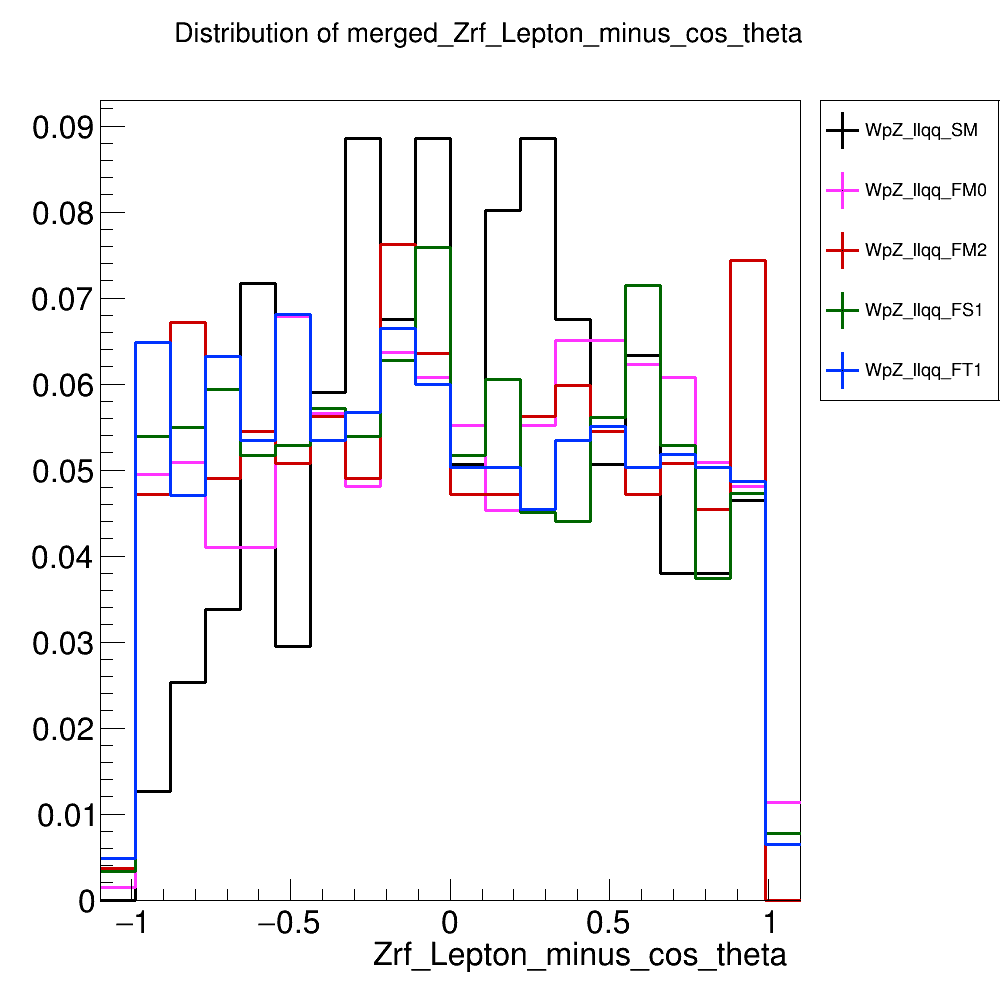 Distribution of merged_Zrf_Lepton_minus_cos_theta
0.09
0.08
0.07
0.06
0.05
0.04
0.03
0.02
0.01
0
−1
−0.5
0
0.5
1
Zrf_Lepton_minus_cos_theta
WpZ_llqq_SM
WpZ_llqq_FM0
WpZ_llqq_FM2
WpZ_llqq_FS1
WpZ_llqq_FT1